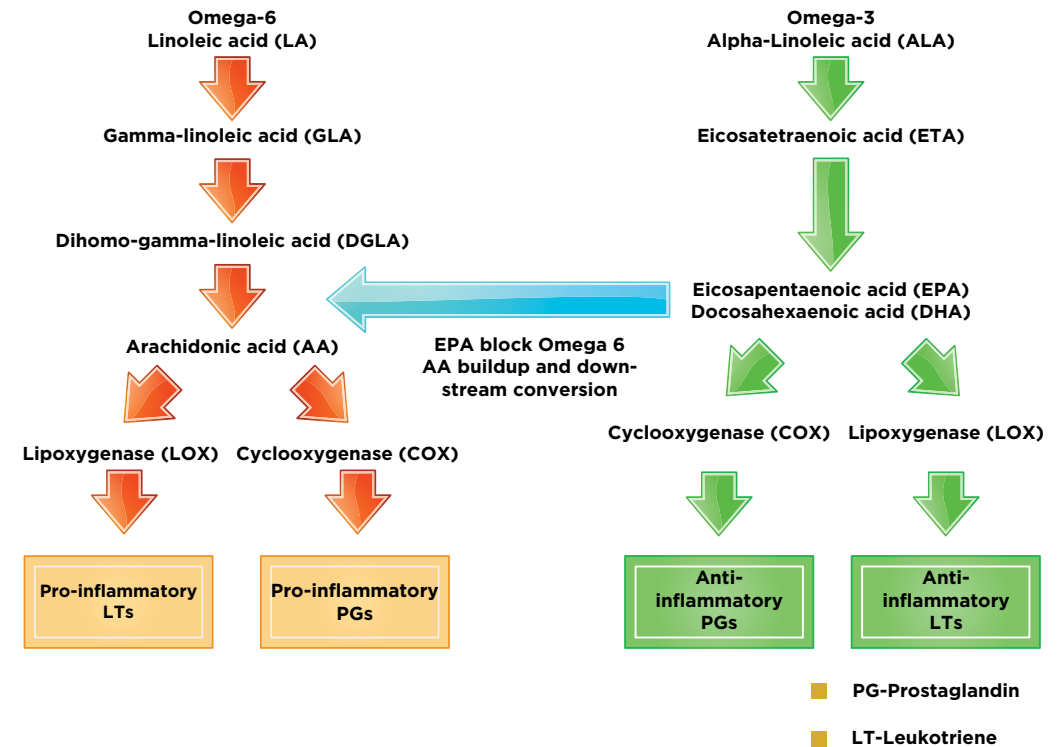 Omega-6
Linoleic acid (LA)
Omega-3
Alpha-Linoleic acid (ALA)
Gamma-linoleic acid (GLA)
Eicosatetraenoic acid (ETA)
Dihomo-gamma-linoleic acid (DGLA)
Eicosapentaenoic acid (EPA)
Docosahexaenoic acid (DHA)
Arachidonic acid (AA)
EPA block Omega 6
AA buildup and down-
stream conversion
Lipoxygenase (LOX)
Cyclooxygenase (COX)
Cyclooxygenase (COX)
Lipoxygenase (LOX)
Pro-inflammatory
LTs
Pro-inflammatory
PGs
Anti-
inflammatory
PGs
Anti-
inflammatory
LTs
PG-Prostaglandin
LT-Leukotriene